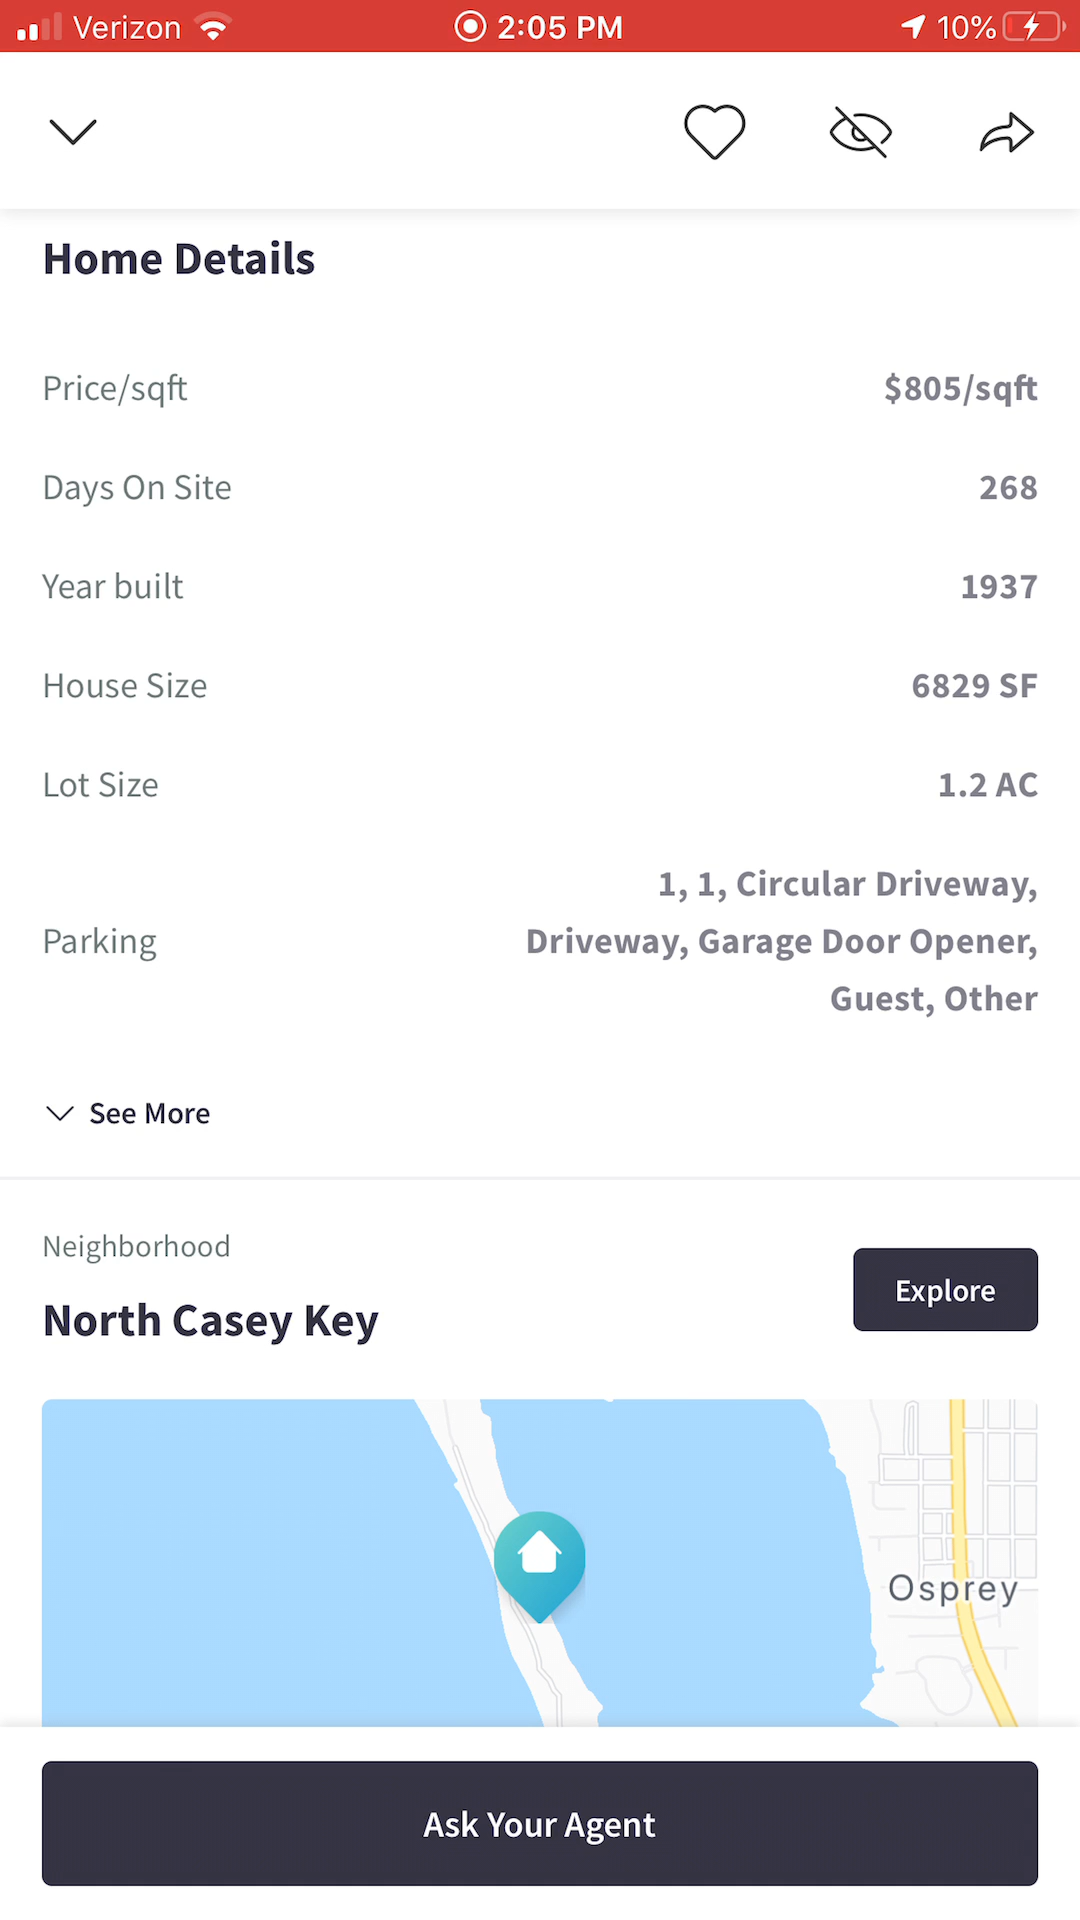 Verizon 2:05 PM 10%
Home Details
Price/sqft $805/sqft
Days On Site 268
Year built 1937
House Size 6829 SF
Lot Size 1.2 AC
Parking 1, 1, Circular Driveway,
Driveway, Garage Door Opener,
Guest, Other
See More
Neighborhood
North Casey Key
Explore
Osprey
Ask Your Agent